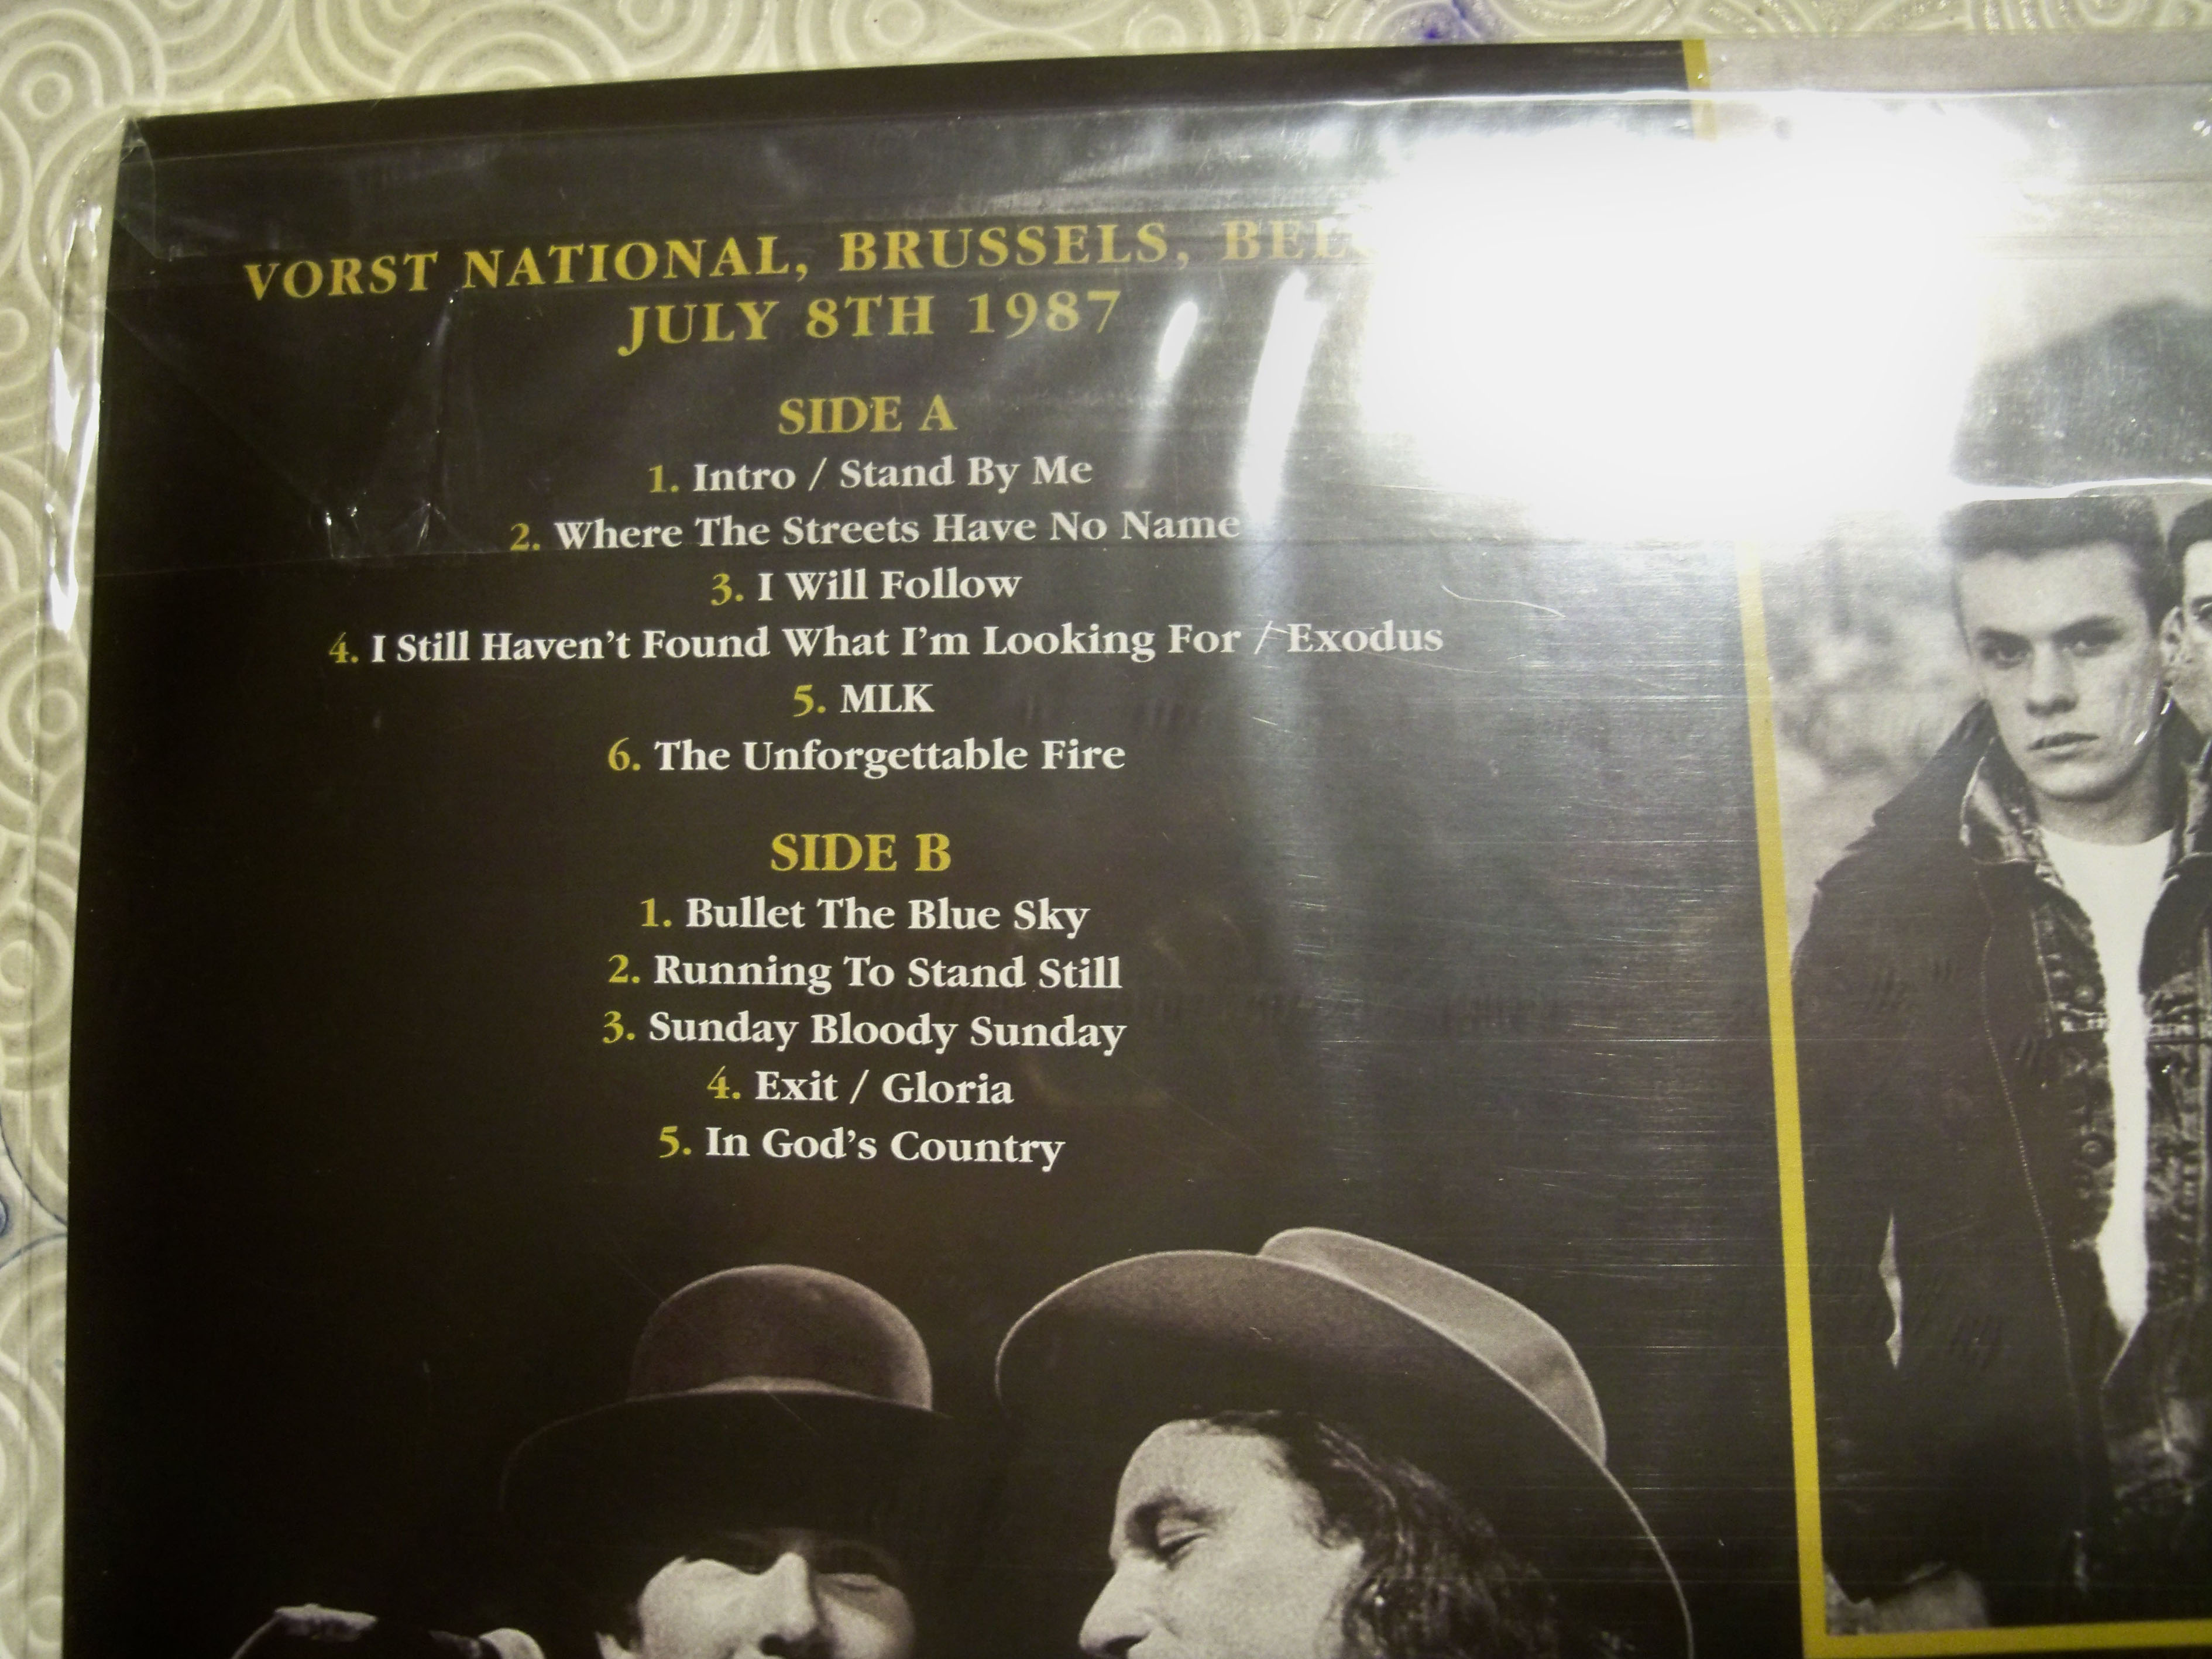 VORST NATIONAL, BRUSSELS,
JULY 8TH 1987
SIDE A
1. Intro / Stand By Me
2. Where The Streets Have No Name
3. I Will Follow
4. I Still Haven't Found What I'm Looking For / Exodus
5. MLK
6. The Unforgettable Fire
SIDE B
1. Bullet The Blue Sky
2. Running To Stand Still
3. Sunday Bloody Sunday
4. Exit / Gloria
5. In God's Country